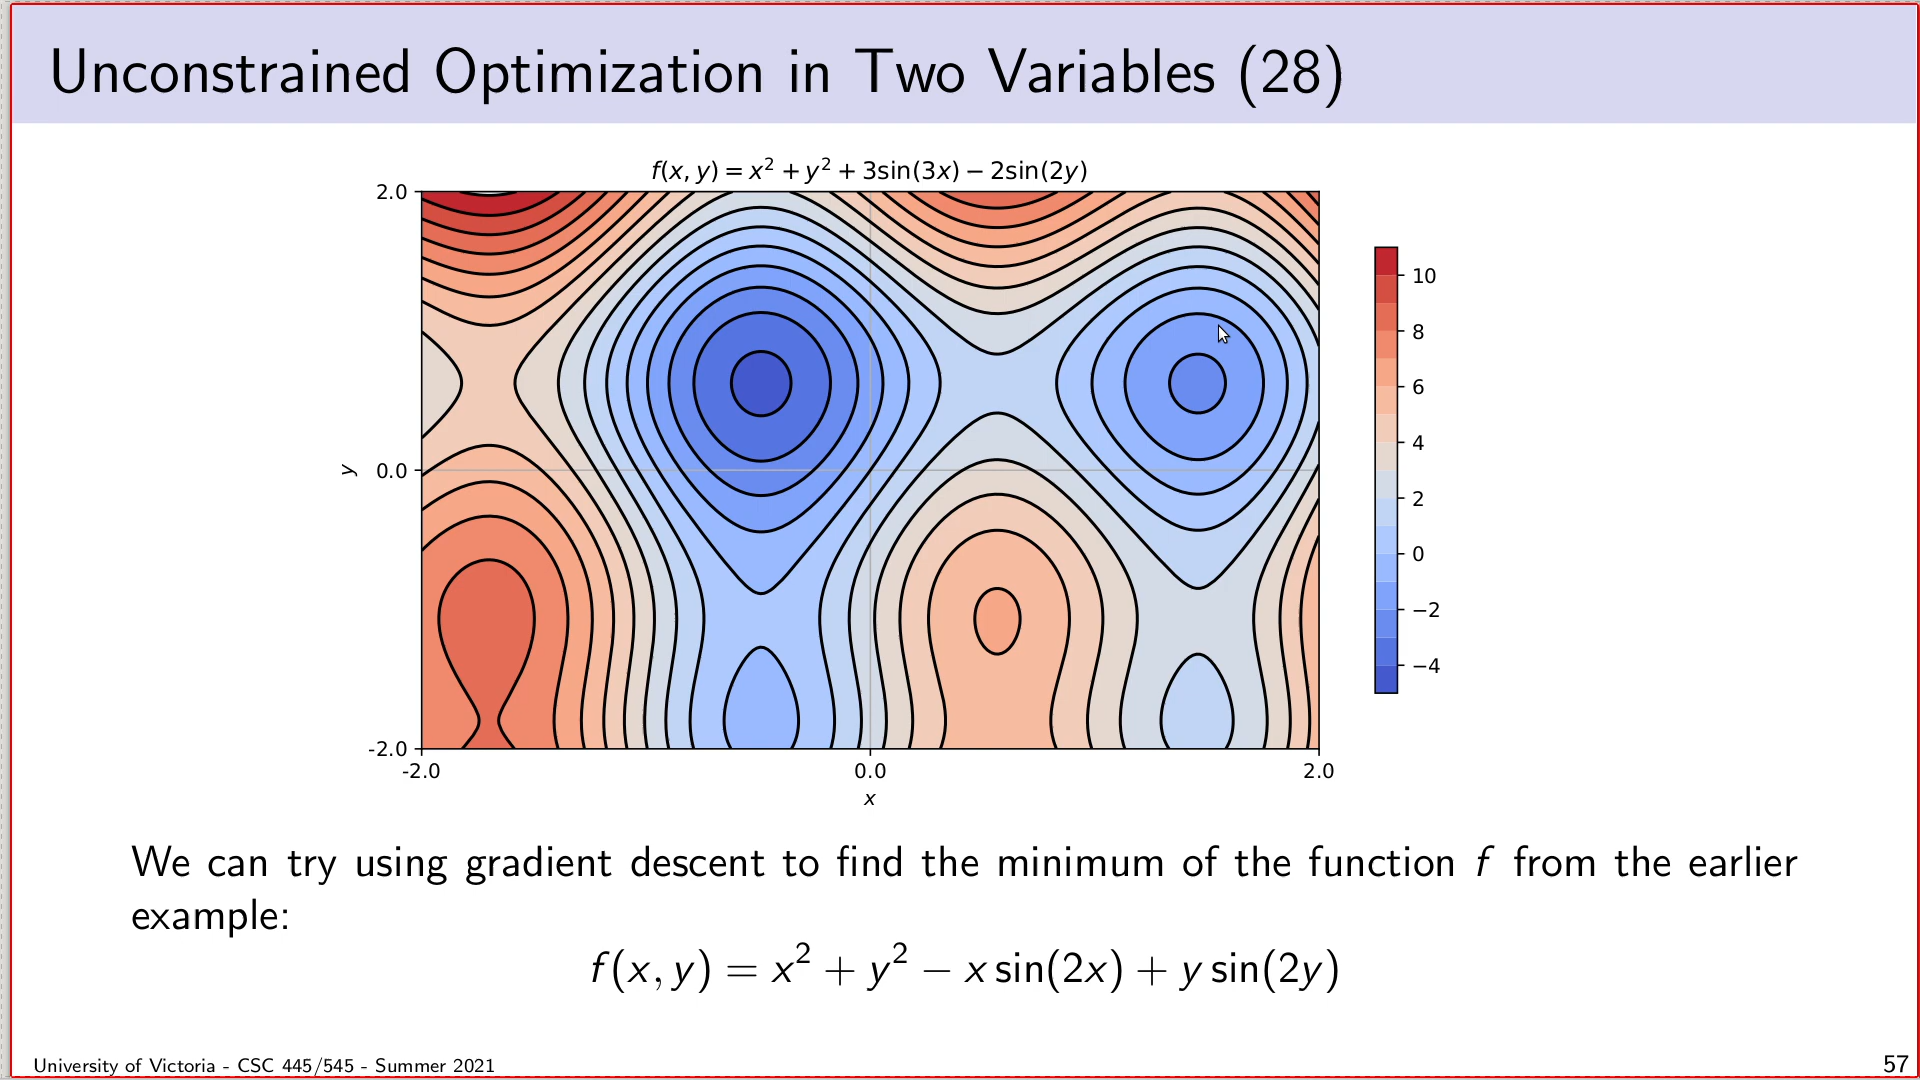 Unconstrained Optimization in Two Variables (28)
f(x, y) = x² + y² + 3sin(3x) − 2sin(2y)
2.0
0.0
-2.0
y
-2.0
0.0
2.0
x
10
8
6
4
2
0
−2
−4
We can try using gradient descent to find the minimum of the function f from the earlier
example:
f(x, y) = x² + y² − x sin(2x) + y sin(2y)
University of Victoria - CSC 445/545 - Summer 2021
57